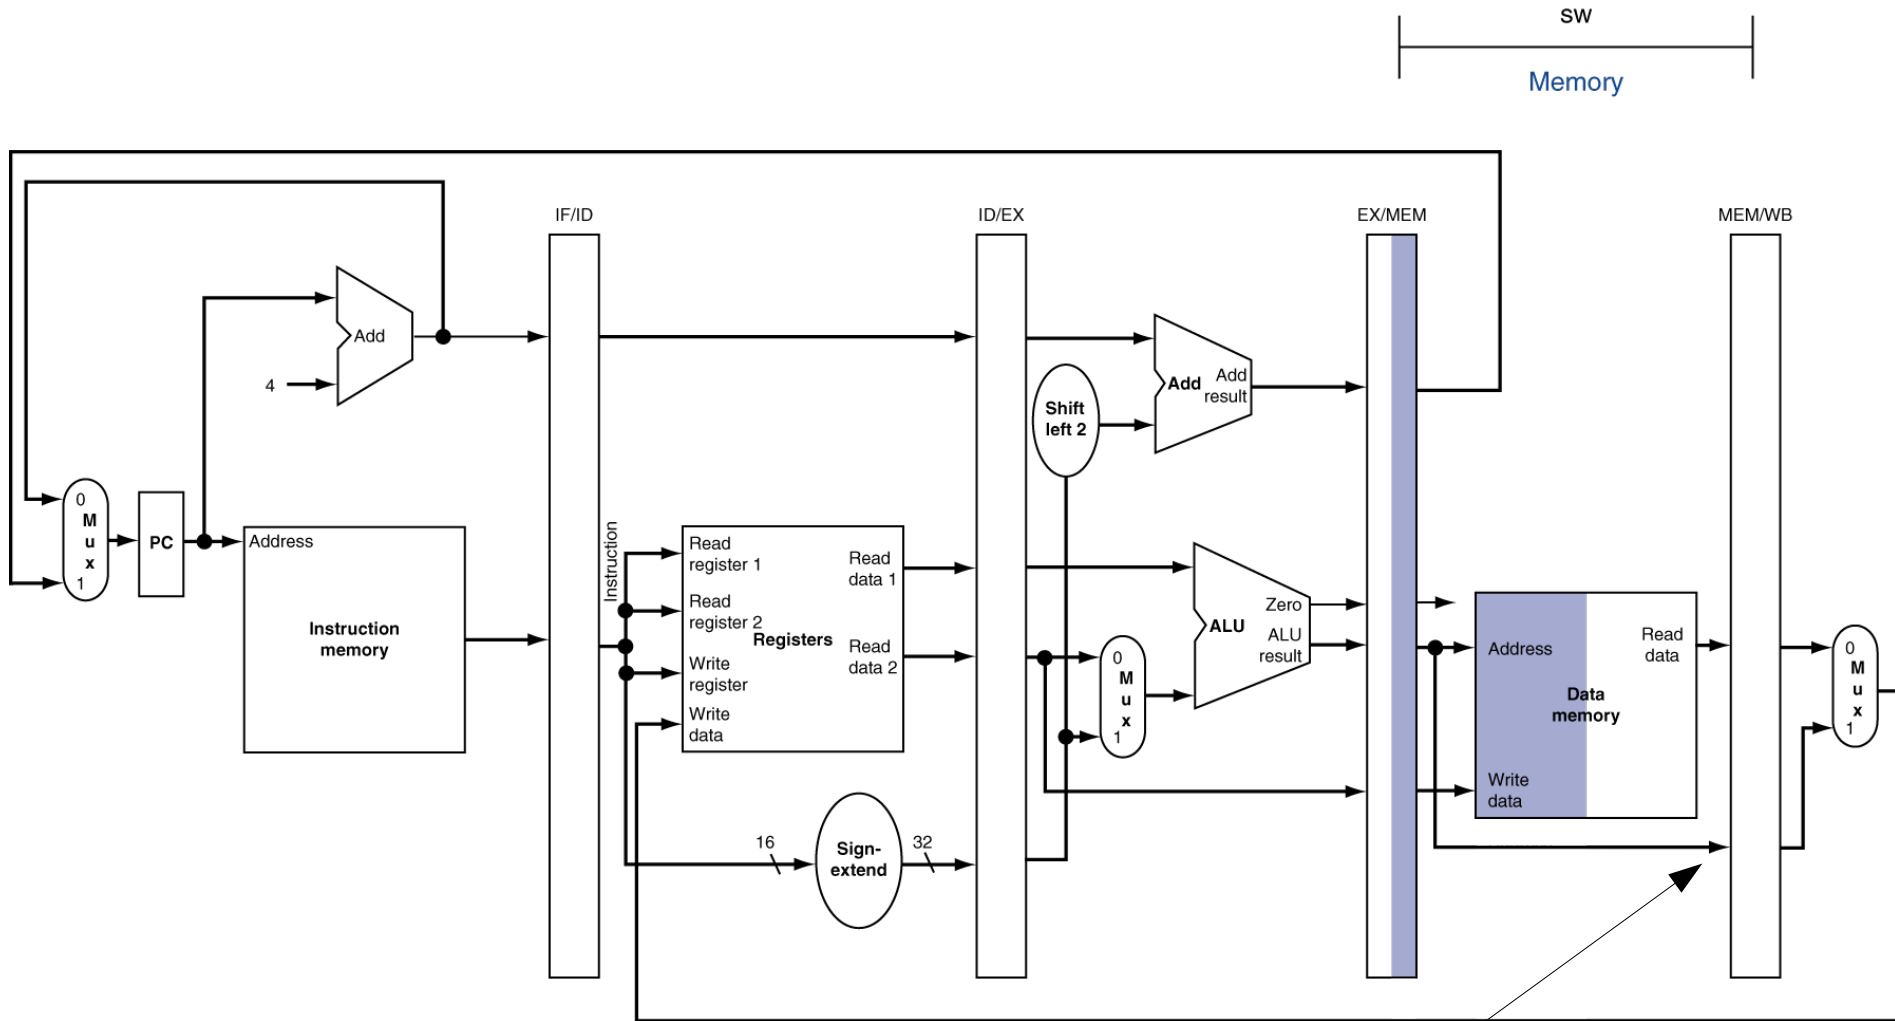 SW
Memory
IF/ID
ID/EX
EX/MEM
MEM/WB
Add
4
Add
Add
result
Shift
left 2
0
M
u
x
1
PC
Address
Instruction
memory
Instruction
Read
register 1
Read
register 2
Write
register
Write
data
Registers
Read
data 1
Read
data 2
16
Sign-
extend
32
0
M
u
x
1
ALU
Zero
ALU
result
Address
Read
data
Data
memory
Write
data
0
M
u
x
1